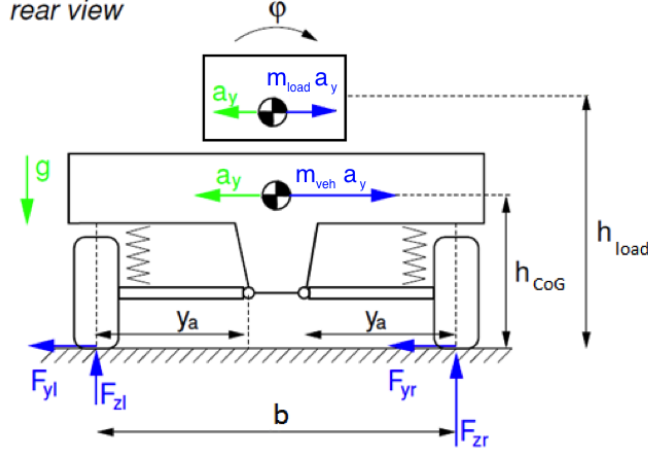 rear view
φ
a_y m_load a_y
g
a_y m_veh a_y
h_load
h_CoG
y_a y_a
F_yl F_zl F_yr
b
F_zr